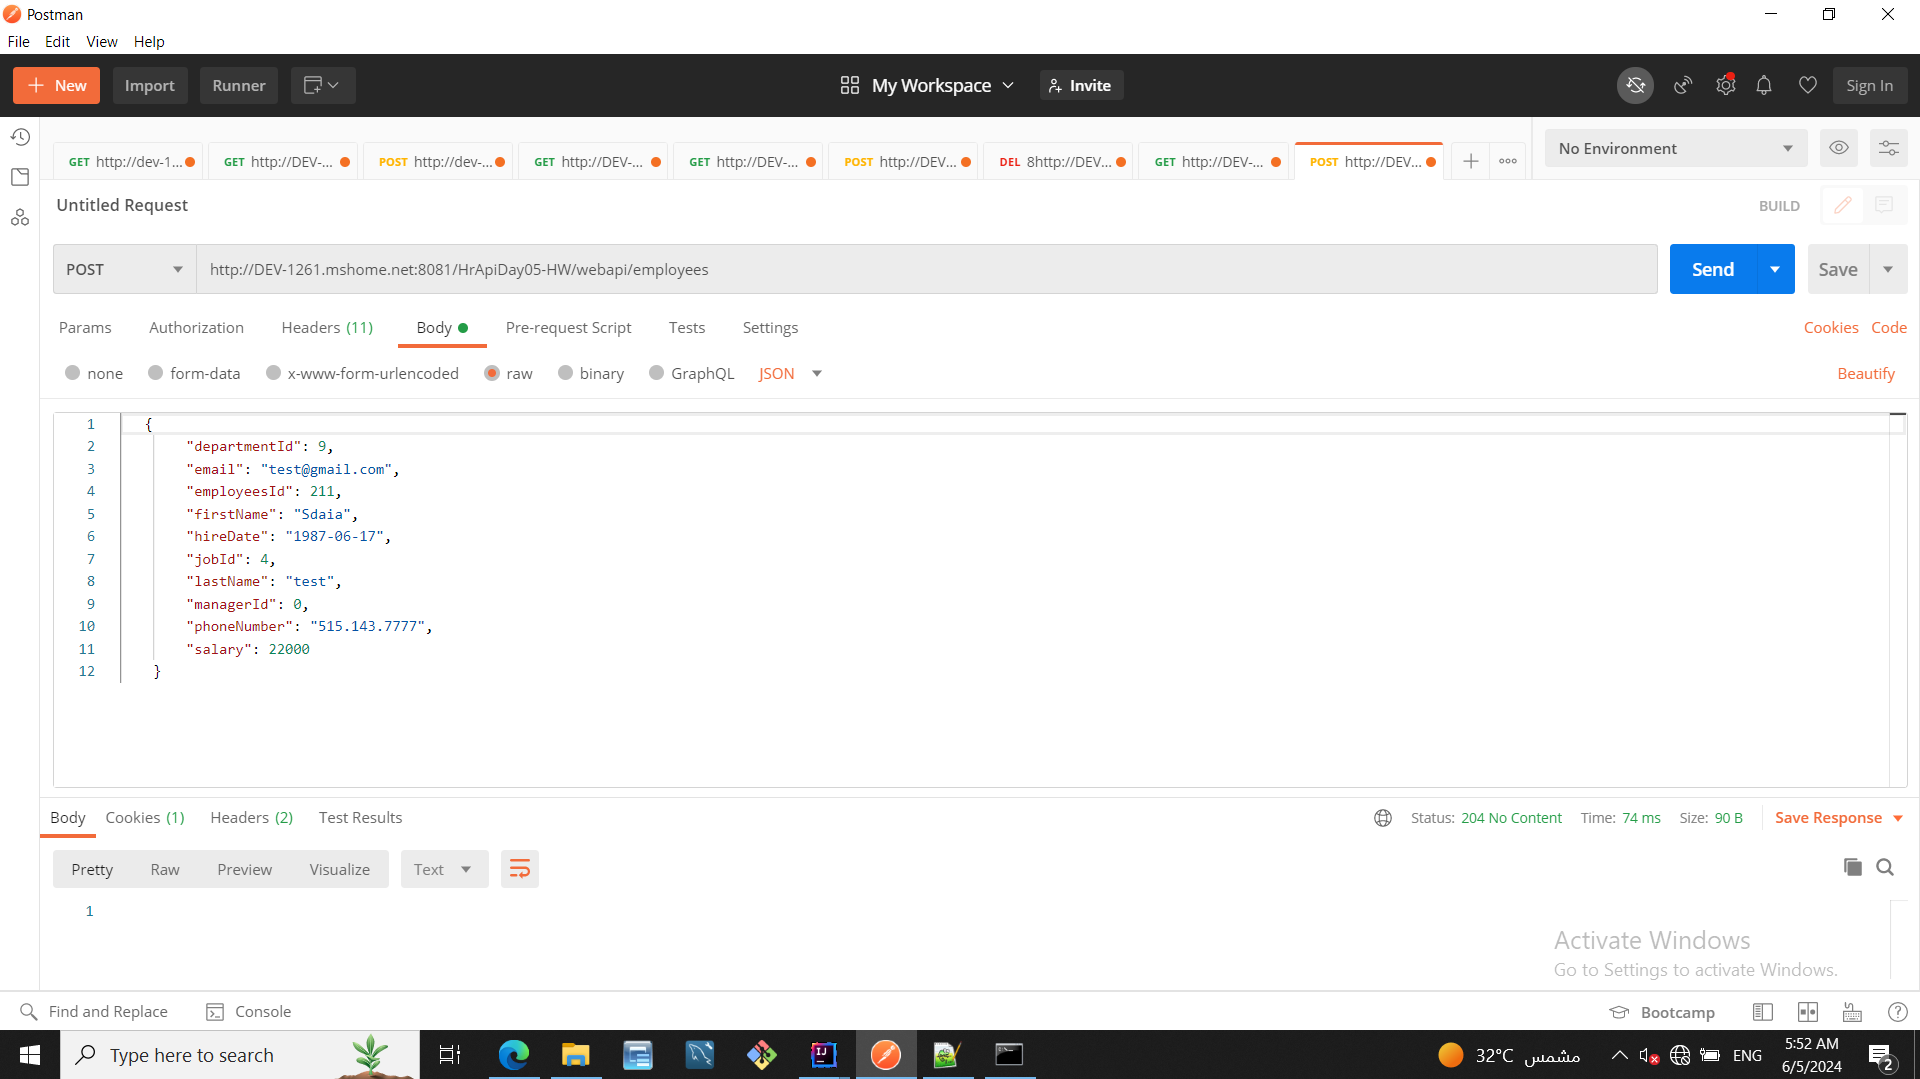 Postman
File Edit View Help
New Import Runner My Workspace Invite Sign In
GET http://dev-1... GET http://DEV-... POST http://dev-... GET http://DEV-... GET http://DEV-... POST http://DEV... DEL 8http://DEV... GET http://DEV-... POST http://DEV... No Environment
Untitled Request BUILD
POST http://DEV-1261.mshome.net:8081/HrApiDay05-HW/webapi/employees Send Save
Params Authorization Headers (11) Body Pre-request Script Tests Settings Cookies Code
none form-data x-www-form-urlencoded raw binary GraphQL JSON Beautify
1 {
2 "departmentId": 9,
3 "email": "test@gmail.com",
4 "employeesId": 211,
5 "firstName": "Sdaia",
6 "hireDate": "1987-06-17",
7 "jobId": 4,
8 "lastName": "test",
9 "managerId": 0,
10 "phoneNumber": "515.143.7777",
11 "salary": 22000
12 }
Body Cookies (1) Headers (2) Test Results Status: 204 No Content Time: 74 ms Size: 90 B Save Response
Pretty Raw Preview Visualize Text
1
Activate Windows
Go to Settings to activate Windows.
Find and Replace Console Bootcamp
Type here to search 32°C مشمس ENG 5:52 AM
6/5/2024 2